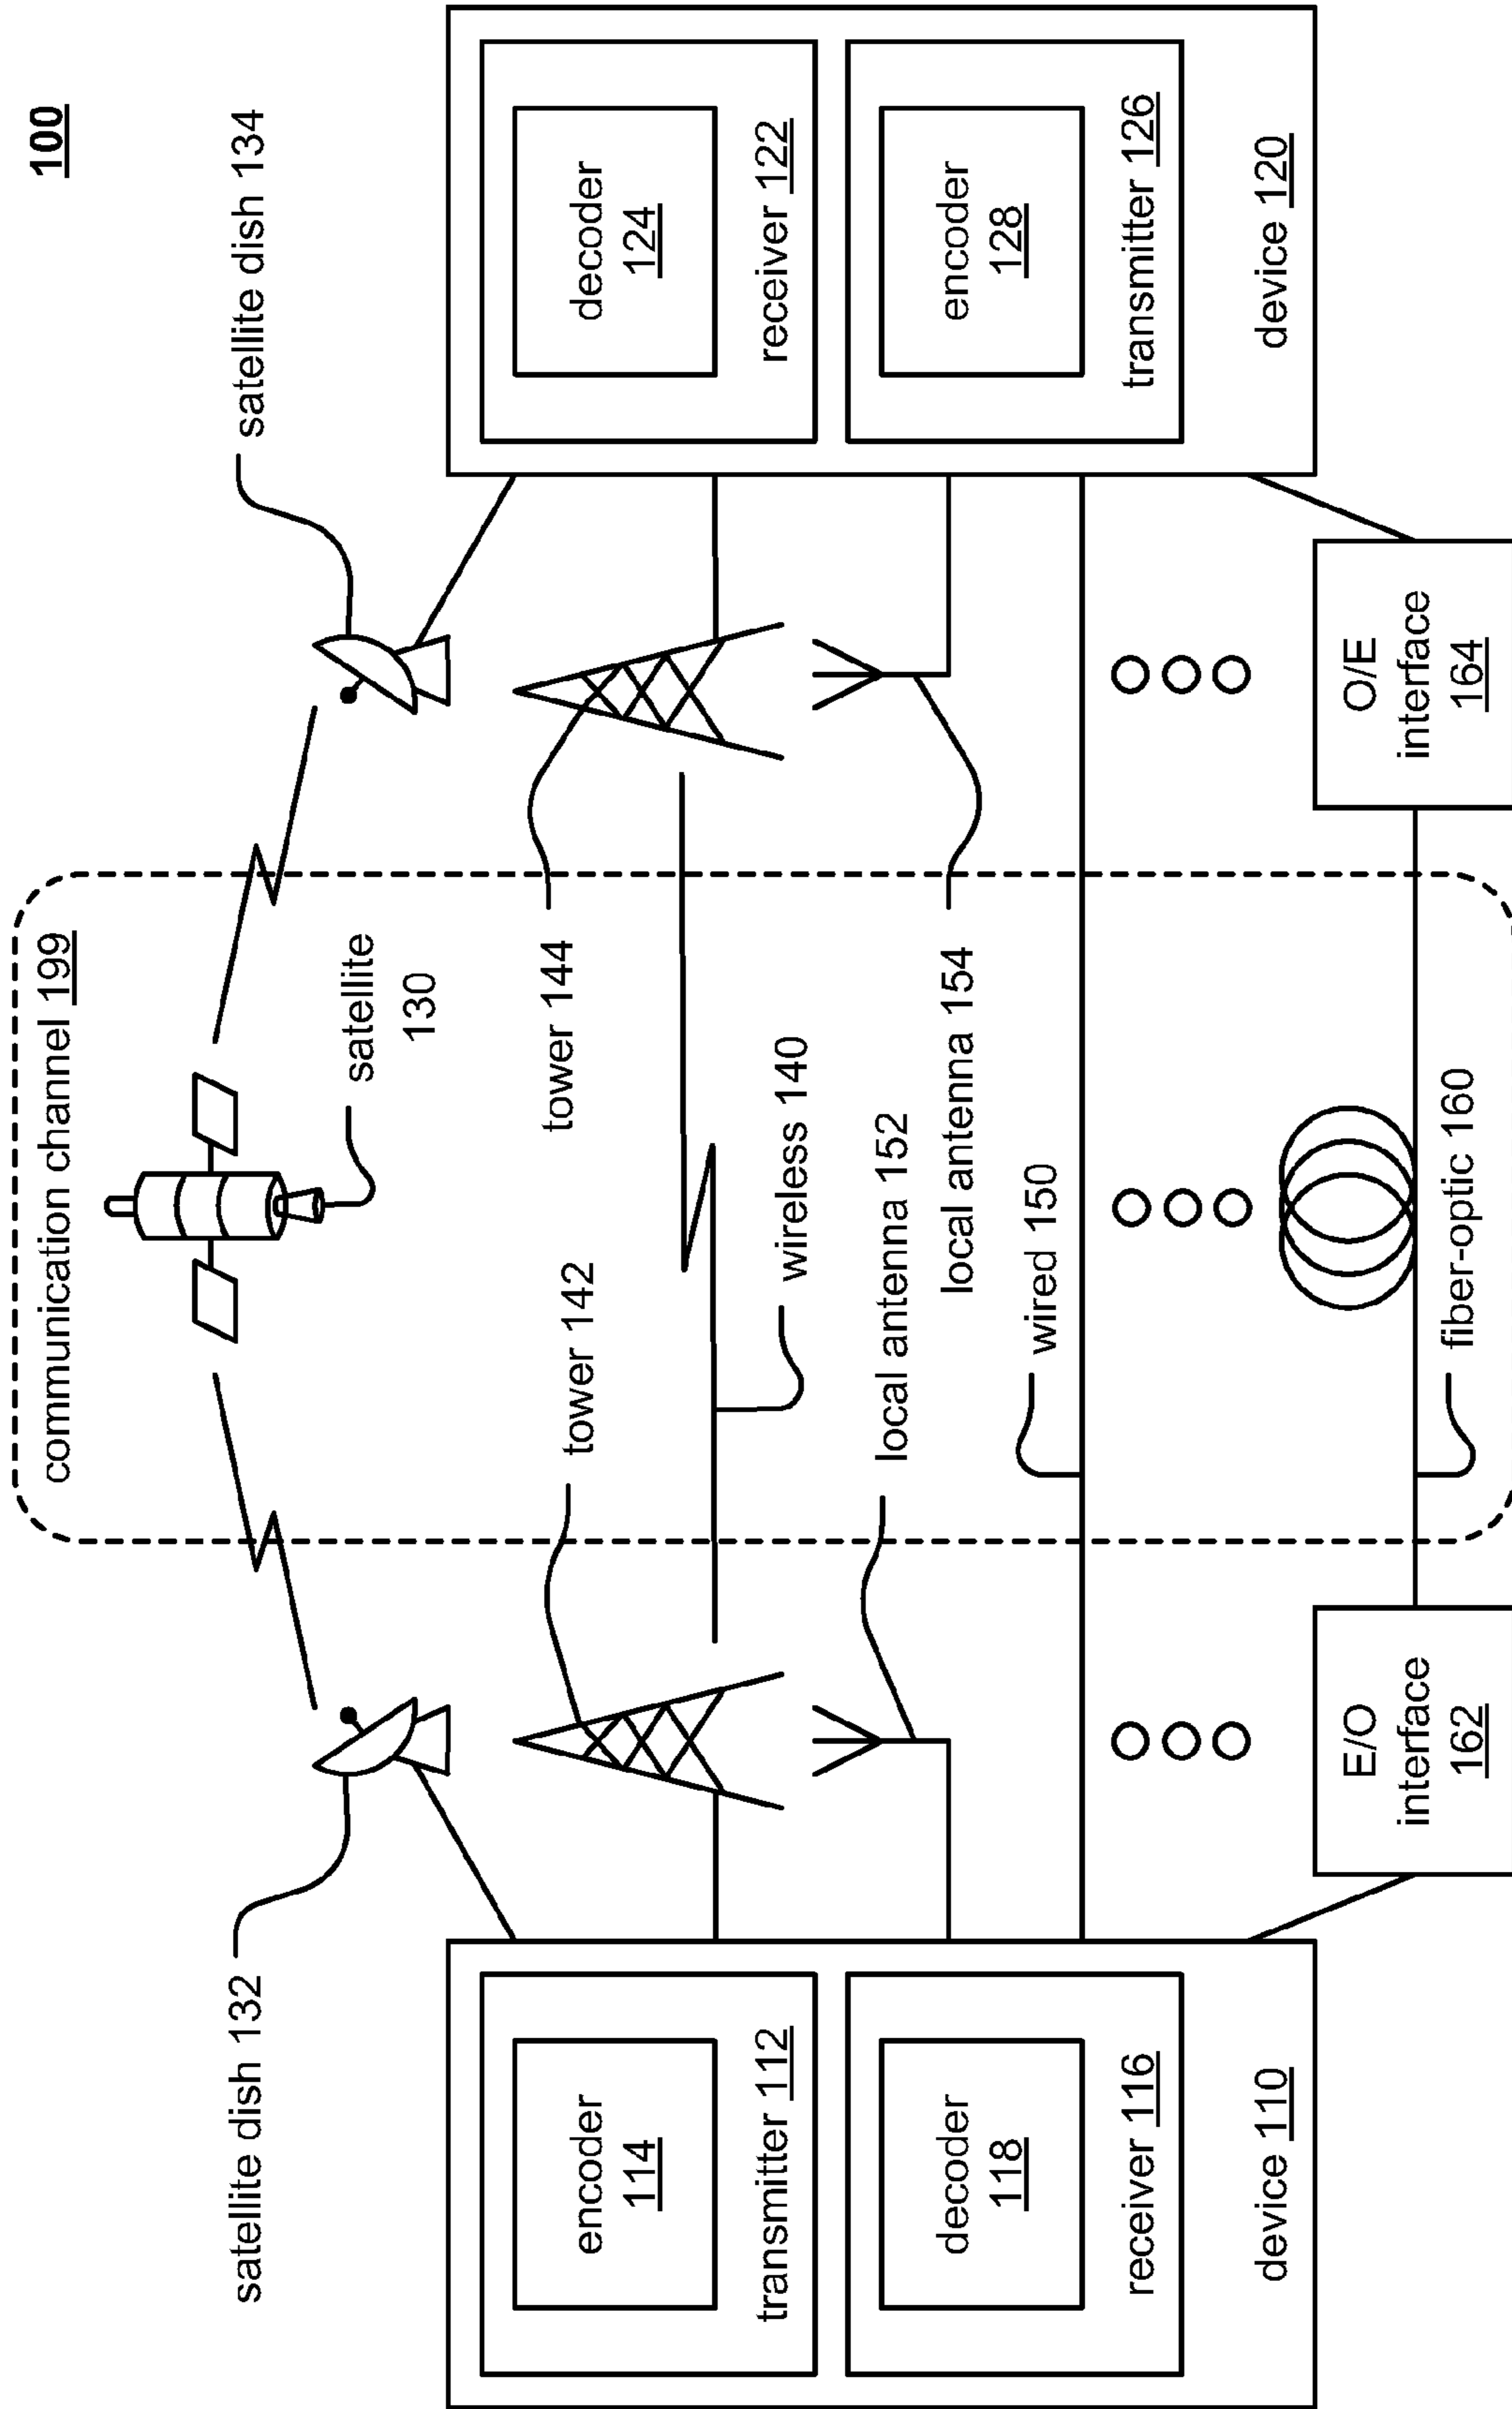 100
communication channel 199
satellite dish 132
satellite
130
satellite dish 134
encoder
114
transmitter 112
decoder
118
receiver 116
device 110
tower 142
tower 144
wireless 140
local antenna 152
local antenna 154
wired 150
fiber-optic 160
E/O
interface
162
O/E
interface
164
decoder
124
receiver 122
encoder
128
transmitter 126
device 120